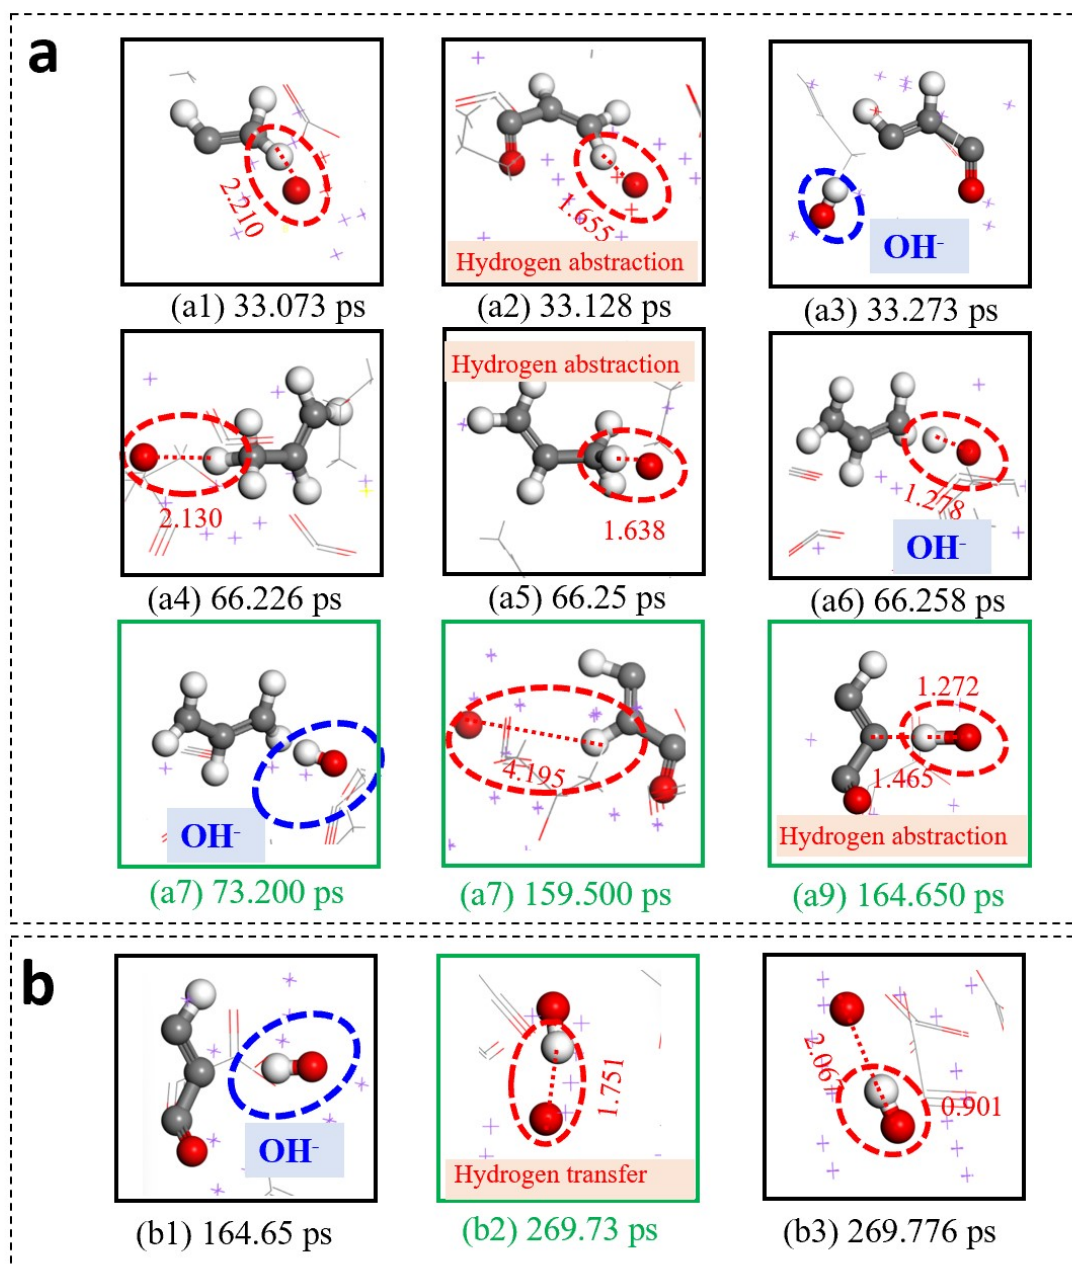 a
2.210
1.655
Hydrogen abstraction
OH-
(a1) 33.073 ps
(a2) 33.128 ps
(a3) 33.273 ps
2.130
Hydrogen abstraction
1.638
1.278
OH-
(a4) 66.226 ps
(a5) 66.25 ps
(a6) 66.258 ps
OH-
4.195
1.272
1.465
Hydrogen abstraction
(a7) 73.200 ps
(a7) 159.500 ps
(a9) 164.650 ps
b
OH-
1.751
Hydrogen transfer
0.901
(b1) 164.65 ps
(b2) 269.73 ps
(b3) 269.776 ps